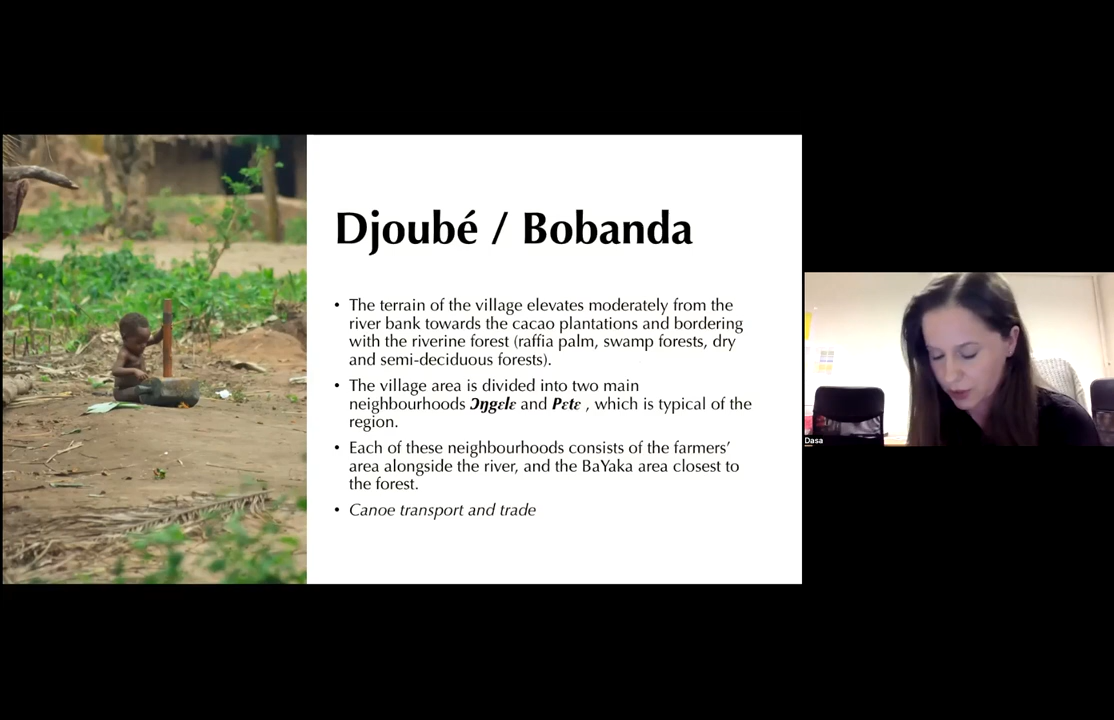 Djoubé / Bobanda
• The terrain of the village elevates moderately from the
river bank towards the cacao plantations and bordering
with the riverine forest (raffia palm, swamp forests, dry
and semi-deciduous forests).
• The village area is divided into two main
neighbourhoods Ɔŋgɛlɛ and Pɛtɛ , which is typical of the
region.
• Each of these neighbourhoods consists of the farmers’
area alongside the river, and the BaYaka area closest to
the forest.
• Canoe transport and trade
Dasa